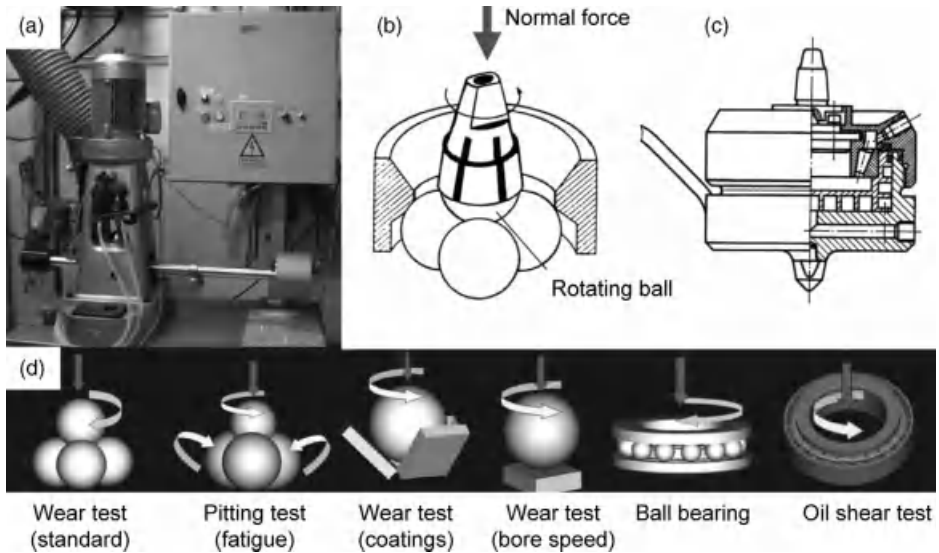 (a)
(b)
Normal force
Rotating ball
(c)
(d)
Wear test
(standard)
Pitting test
(fatigue)
Wear test
(coatings)
Wear test
(bore speed)
Ball bearing
Oil shear test